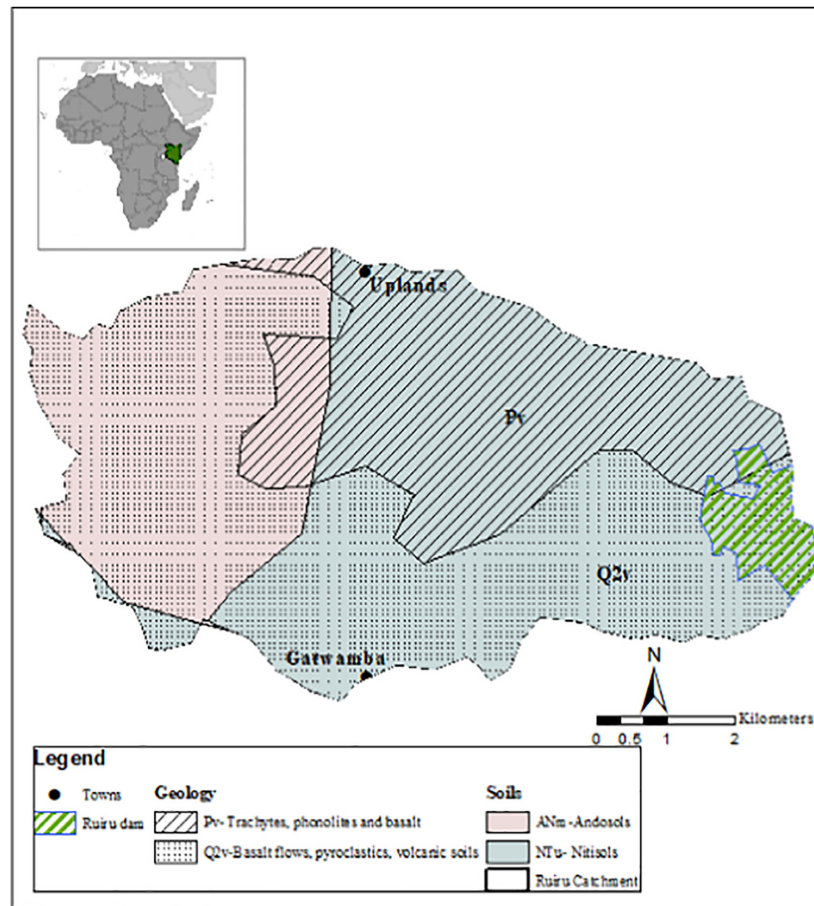 Uplands
Pv
Q2v
Gatwamba
N
Kilometers
0 0.5 1 2
Legend
Towns
Ruiru dam
Geology
Pv- Trachytes, phonolites and basalt
Q2v-Basalt flows, pyroclastics, volcanic soils
Soils
ANm -Andosols
NTu- Nitisols
Ruiru Catchment